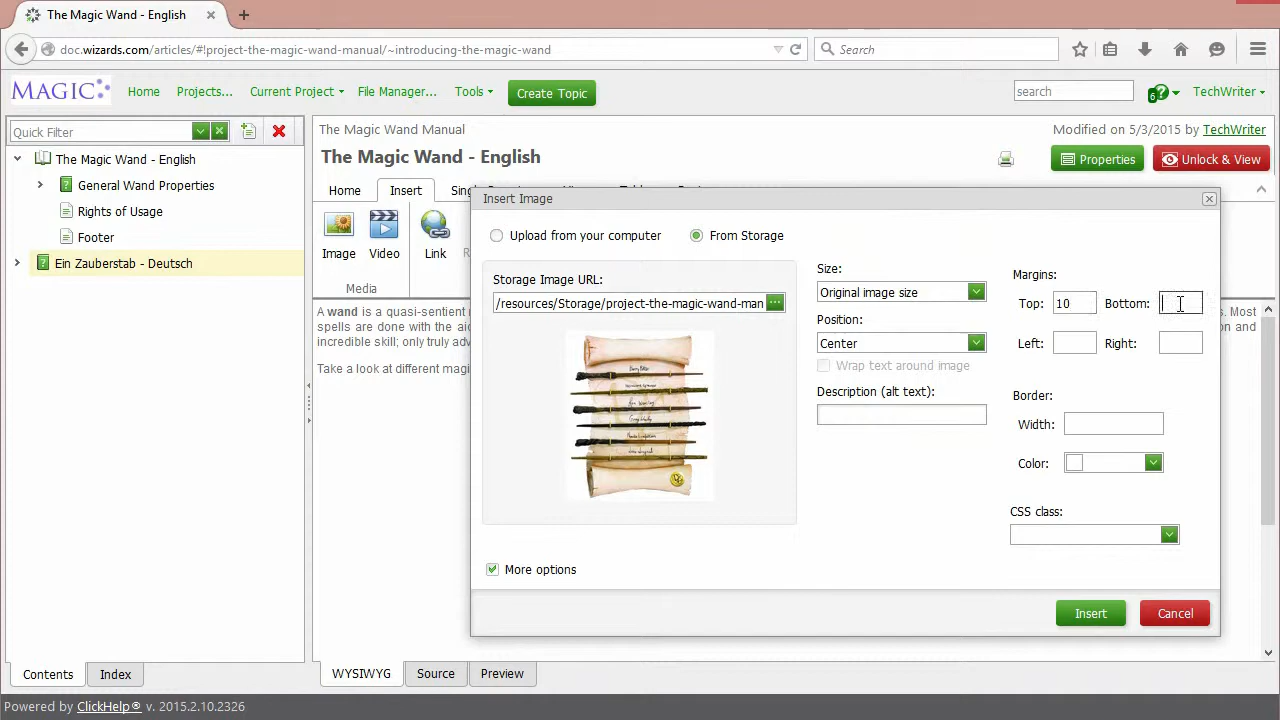 The Magic Wand - English
doc.wizards.com/articles/#!project-the-magic-wand-manual/~introducing-the-magic-wand
Search
MAGIC
Home
Projects...
Current Project
File Manager...
Tools
Create Topic
search
6
?
TechWriter
Quick Filter
The Magic Wand - English
General Wand Properties
Rights of Usage
Footer
Ein Zauberstab - Deutsch
Contents
Index
The Magic Wand Manual
Modified on 5/3/2015 by TechWriter
The Magic Wand - English
Properties
Unlock & View
Home
Insert
Image
Video
Link
Media
A wand is a quasi-sentient
Most
spells are done with the aid
and
incredible skill; only truly adv
Take a look at different magi
Insert Image
Upload from your computer
From Storage
Storage Image URL:
/resources/Storage/project-the-magic-wand-man
Size:
Original image size
Position:
Center
Wrap text around image
Description (alt text):
Margins:
Top: 10
Bottom:
Left:
Right:
Border:
Width:
Color:
CSS class:
More options
Insert
Cancel
WYSIWYG
Source
Preview
Powered by ClickHelp® v. 2015.2.10.2326